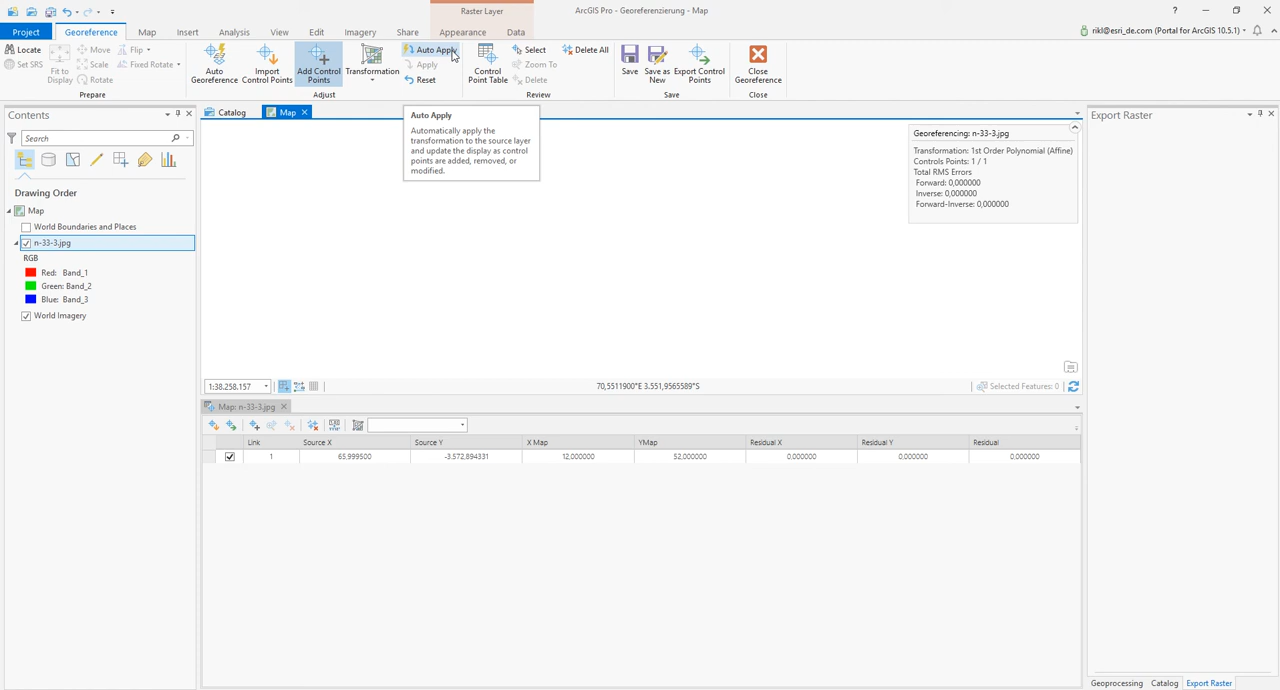 Raster Layer
ArcGIS Pro - Georeferenzierung - Map
?
Project
Georeference
Map
Insert
Analysis
View
Edit
Imagery
Share
Appearance
Data
rikl@esri_de.com (Portal for ArcGIS 10.5.1)
Locate
Set SRS
Fit to
Display
Move
Scale
Rotate
Flip
Fixed Rotate
Prepare
Auto
Georeference
Import
Control Points
Add Control
Points
Transformation
Auto Apply
Apply
Reset
Adjust
Control
Point Table
Select
Zoom To
Delete
Delete All
Review
Save
Save as
New
Export Control
Points
Save
Close
Georeference
Close
Contents
Search
Drawing Order
Map
World Boundaries and Places
n-33-3.jpg
RGB
Red: Band_1
Green: Band_2
Blue: Band_3
World Imagery
Catalog
Map
Auto Apply
Automatically apply the
transformation to the source layer
and update the display as control
points are added, removed, or
modified.
Georeferencing: n-33-3.jpg
Transformation: 1st Order Polynomial (Affine)
Controls Points: 1 / 1
Total RMS Errors
Forward: 0,000000
Inverse: 0,000000
Forward-Inverse: 0,000000
1:38.258.157
70,5511900°E 3.551,9565589°S
Selected Features: 0
Map: n-33-3.jpg
Link Source X Source Y X Map YMap Residual X Residual Y Residual
1 65,999500 -3.572,894331 12,000000 52,000000 0,000000 0,000000 0,000000
Export Raster
Geoprocessing Catalog Export Raster